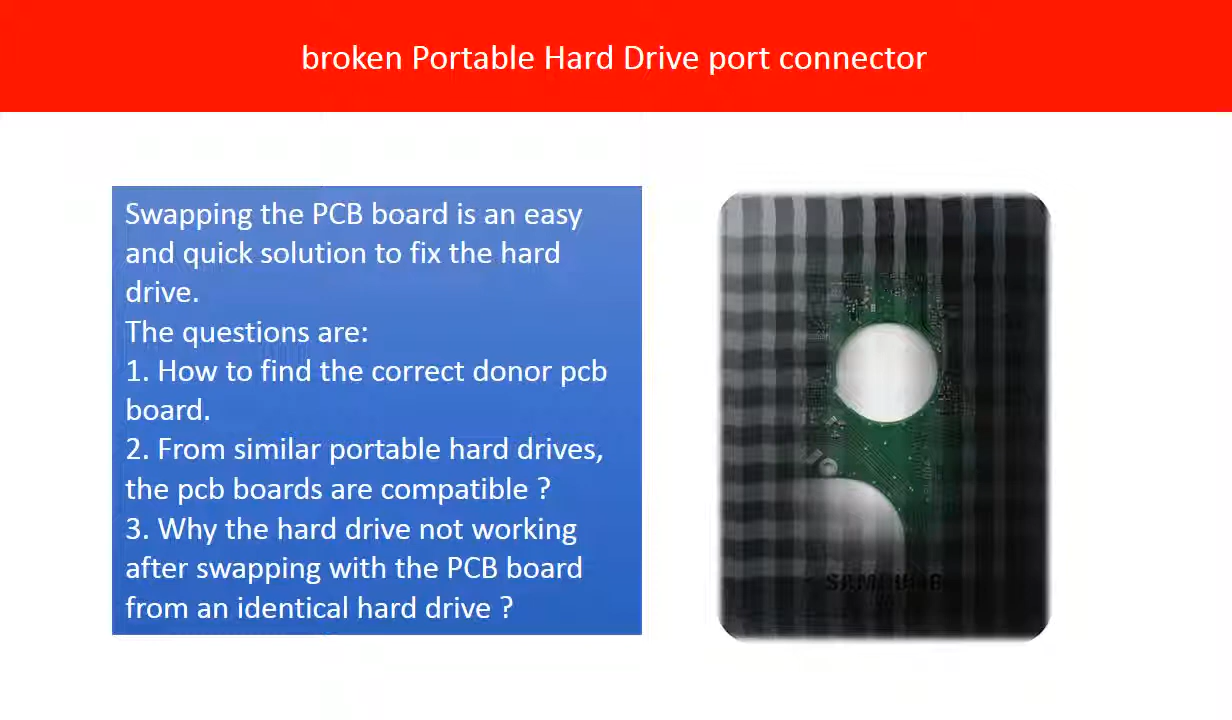 broken Portable Hard Drive port connector
Swapping the PCB board is an easy
and quick solution to fix the hard
drive.
The questions are:
1. How to find the correct donor pcb
board.
2. From similar portable hard drives,
the pcb boards are compatible ?
3. Why the hard drive not working
after swapping with the PCB board
from an identical hard drive ?
SAMSUNG